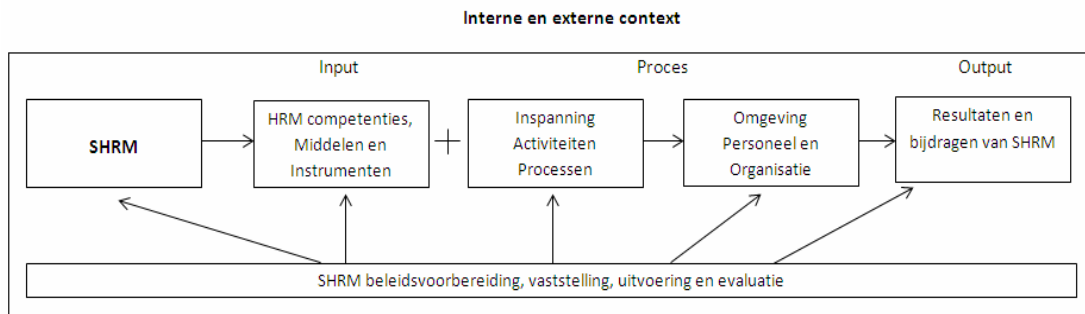 Interne en externe context
Input
Proces
Output
SHRM
HRM competenties,
Middelen en
Instrumenten
+
Inspanning
Activiteiten
Processen
Omgeving
Personeel en
Organisatie
Resultaten en
bijdragen van SHRM
SHRM beleidsvoorbereiding, vaststelling, uitvoering en evaluatie